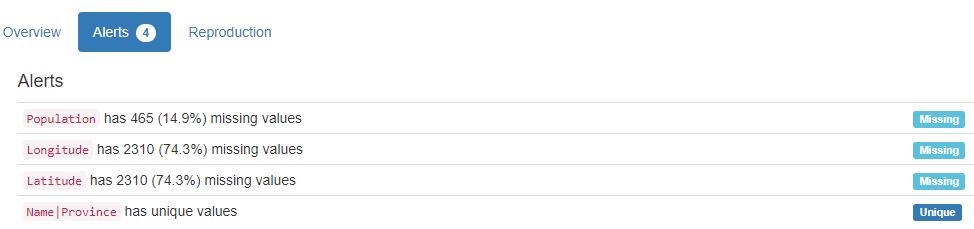 Overview Alerts 4 Reproduction
Alerts
Population has 465 (14.9%) missing values Missing
Longitude has 2310 (74.3%) missing values Missing
Latitude has 2310 (74.3%) missing values Missing
Name|Province has unique values Unique